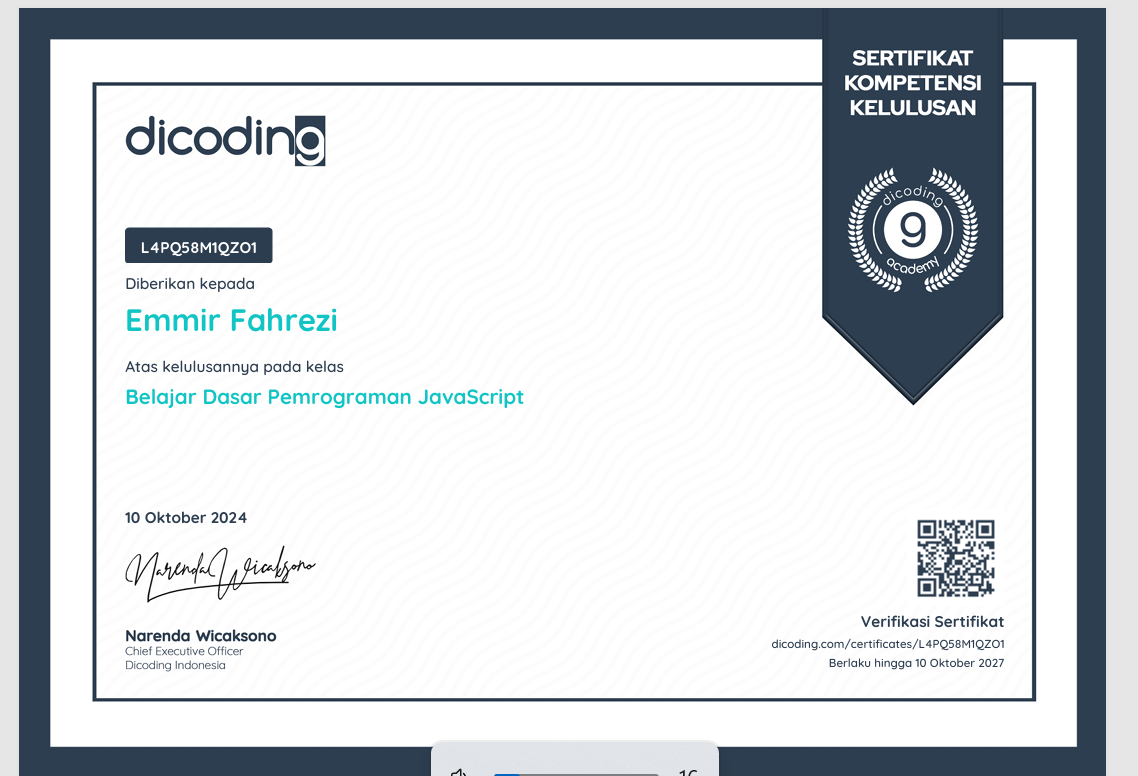 SERTIFIKAT
KOMPETENSI
KELULUSAN
dicoding
dicoding
9
academy
L4PQ58M1QZO1
Diberikan kepada
Emmir Fahrezi
Atas kelulusannya pada kelas
Belajar Dasar Pemrograman JavaScript
10 Oktober 2024
Narenda Wicaksono
Narenda Wicaksono
Chief Executive Officer
Dicoding Indonesia
Verifikasi Sertifikat
dicoding.com/certificates/L4PQ58M1QZO1
Berlaku hingga 10 Oktober 2027
16